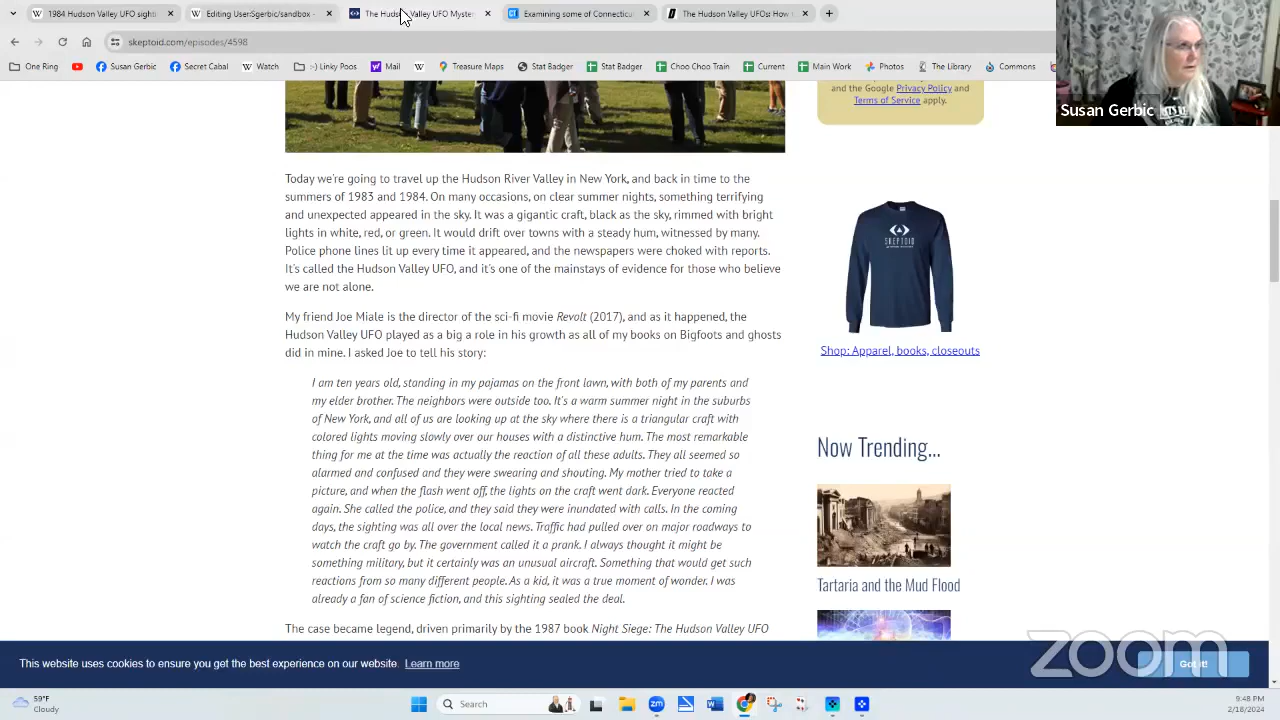 1984 Hudson Valley UFO sighti
Editing UserSgerbic/sandbox -
The Hudson Valley UFO Myster
Examining some of Connecticu
The Hudson Valley UFOs: How
skeptoid.com/episodes/4598
One Ring
Susan Gerbic
Secret Cabal
Watch
:-) Linky Poos
Mail
Treasure Maps
Stat Badger
Stat Badger
Choo Choo Train
Current
Main Work
Photos
The Library
Commons
Susan Gerbic
and the Google Privacy Policy and
Terms of Service apply.
Today we're going to travel up the Hudson River Valley in New York, and back in time to the
summers of 1983 and 1984. On many occasions, on clear summer nights, something terrifying
and unexpected appeared in the sky. It was a gigantic craft, black as the sky, rimmed with bright
lights in white, red, or green. It would drift over towns with a steady hum, witnessed by many.
Police phone lines lit up every time it appeared, and the newspapers were choked with reports.
It's called the Hudson Valley UFO, and it's one of the mainstays of evidence for those who believe
we are not alone.
My friend Joe Miale is the director of the sci-fi movie Revolt (2017), and as it happened, the
Hudson Valley UFO played as a big a role in his growth as all of my books on Bigfoots and ghosts
did in mine. I asked Joe to tell his story:
I am ten years old, standing in my pajamas on the front lawn, with both of my parents and
my elder brother. The neighbors were outside too. It's a warm summer night in the suburbs
of New York, and all of us are looking up at the sky where there is a triangular craft with
colored lights moving slowly over our houses with a distinctive hum. The most remarkable
thing for me at the time was actually the reaction of all these adults. They all seemed so
alarmed and confused and they were swearing and shouting. My mother tried to take a
picture, and when the flash went off, the lights on the craft went dark. Everyone reacted
again. She called the police, and they said they were inundated with calls. In the coming
days, the sighting was all over the local news. Traffic had pulled over on major roadways to
watch the craft go by. The government called it a prank. I always thought it might be
something military, but it certainly was an unusual aircraft. Something that would get such
reactions from so many different people. As a kid, it was a true moment of wonder. I was
already a fan of science fiction, and this sighting sealed the deal.
The case became legend, driven primarily by the 1987 book Night Siege: The Hudson Valley UFO
SKEPTOID
Shop: Apparel, books, closeouts
Now Trending...
Tartaria and the Mud Flood
This website uses cookies to ensure you get the best experience on our website. Learn more
Got it!
zoom
59°F
Cloudy
Search
9:48 PM
2/18/2024